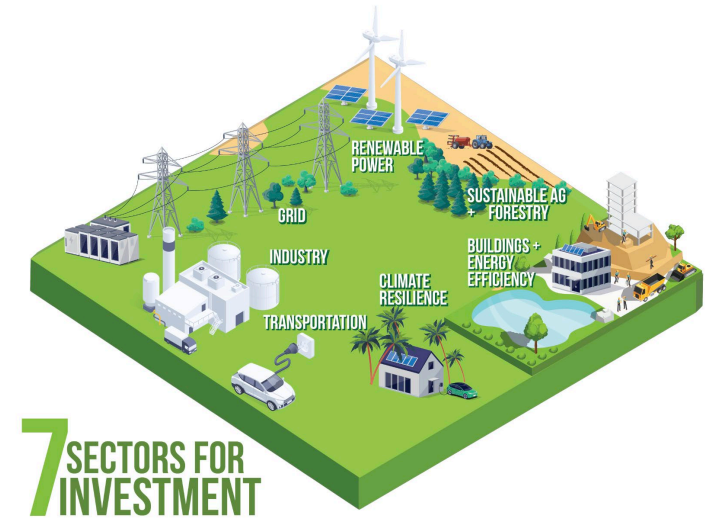 RENEWABLE
POWER
SUSTAINABLE AG
+ FORESTRY
GRID
BUILDINGS +
ENERGY
EFFICIENCY
INDUSTRY
CLIMATE
RESILIENCE
TRANSPORTATION
7 SECTORS FOR
INVESTMENT